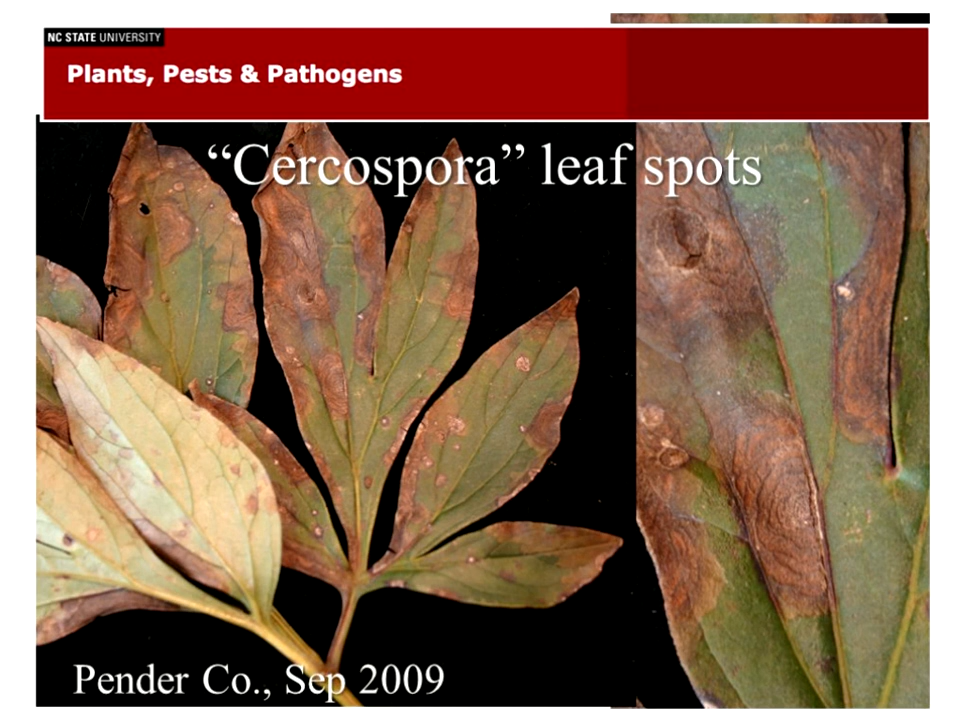 NC STATE UNIVERSITY
Plants, Pests & Pathogens
“Cercospora” leaf spots
Pender Co., Sep 2009